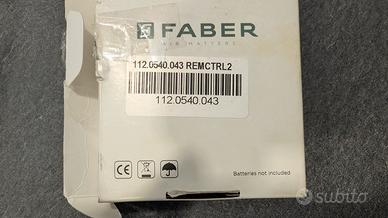 FABER
AIR MATTERS
112.0540.043 REMCTRL2
112.0540.043
CE
Batteries not included
subito